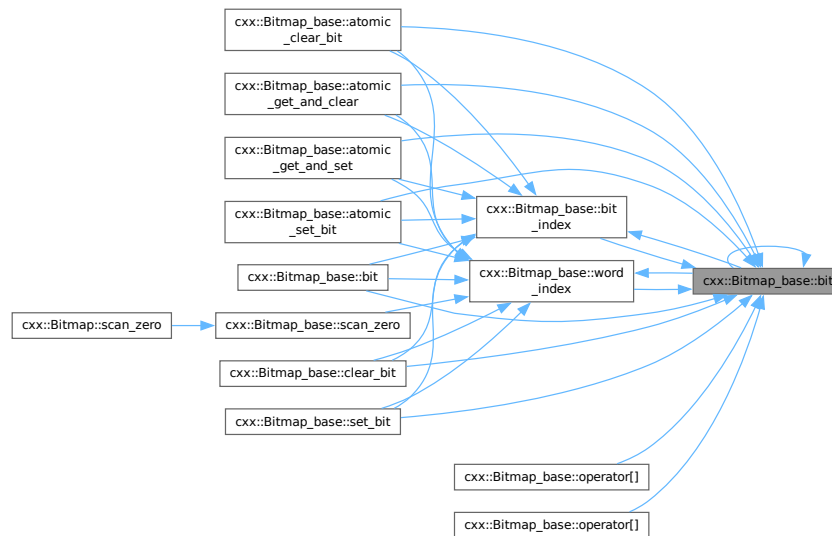 cxx::Bitmap_base::atomic
_clear_bit
cxx::Bitmap_base::atomic
_get_and_clear
cxx::Bitmap_base::atomic
_get_and_set
cxx::Bitmap_base::atomic
_set_bit
cxx::Bitmap_base::bit
_index
cxx::Bitmap_base::bit
cxx::Bitmap_base::word
_index
cxx::Bitmap_base::bit
cxx::Bitmap::scan_zero
cxx::Bitmap_base::scan_zero
cxx::Bitmap_base::clear_bit
cxx::Bitmap_base::set_bit
cxx::Bitmap_base::operator[]
cxx::Bitmap_base::operator[]